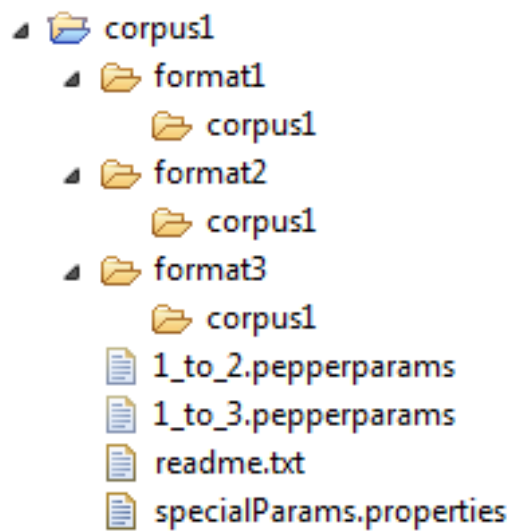 corpus1
format1
corpus1
format2
corpus1
format3
corpus1
1_to_2.pepperparams
1_to_3.pepperparams
readme.txt
specialParams.properties